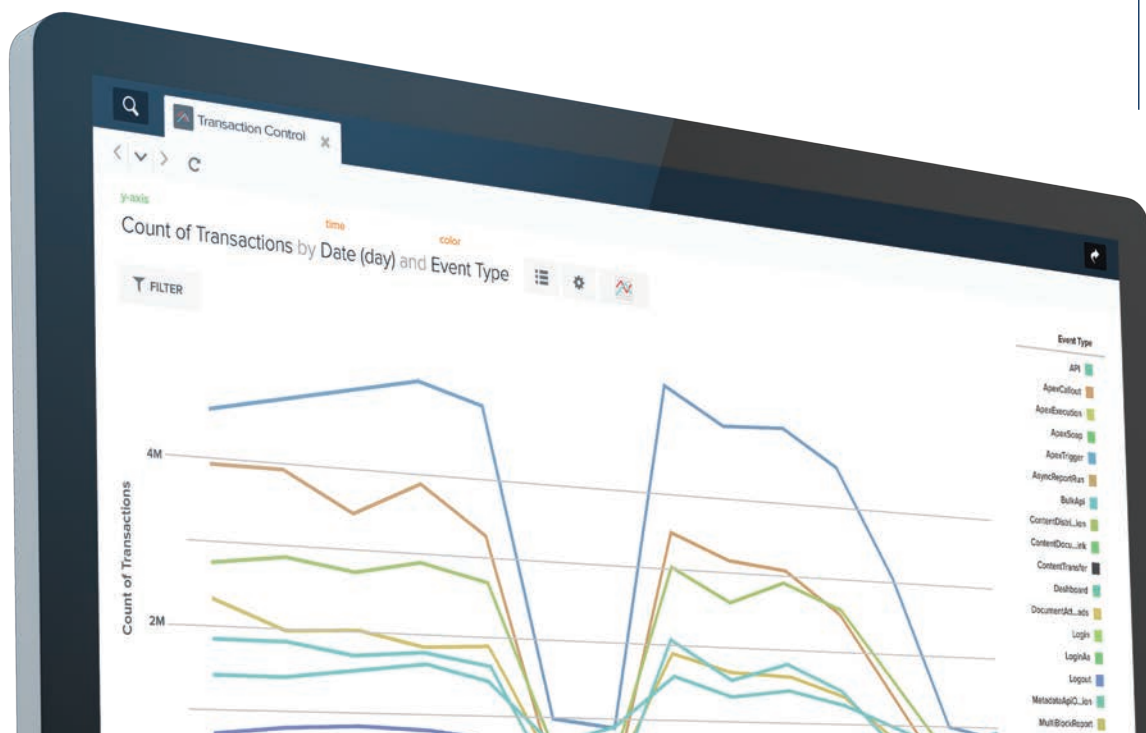 Transaction Control
y-axis
time
color
Count of Transactions by Date (day) and Event Type
FILTER
Count of Transactions
4M
2M
Event Type
API
ApexCallout
ApexExecution
ApexSoap
ApexTrigger
AsyncReportRun
BulkApi
ContentDistri...ion
ContentDocu...ink
ContentTransfer
Dashboard
DocumentAtt...ads
Login
LoginAs
Logout
MetadataApiO...ion
MultiBlockReport